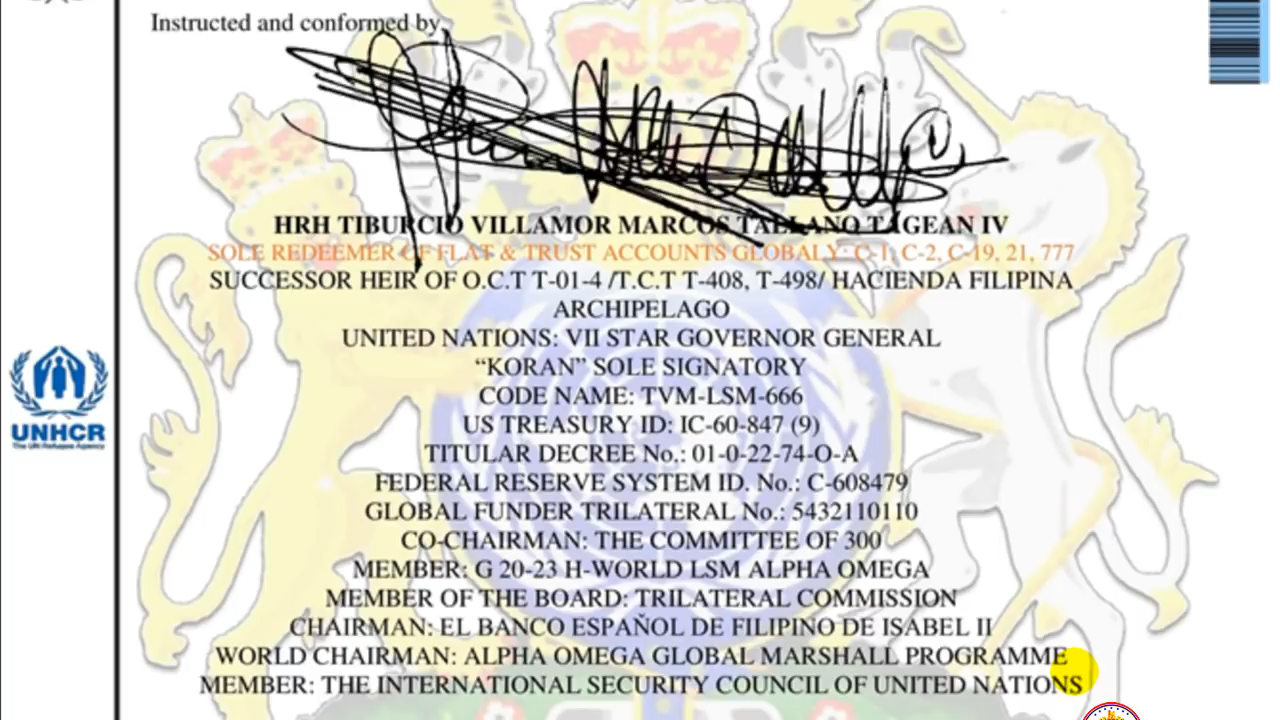 Instructed and conformed by
HRH TIBURCIO VILLAMOR MARCOS TALLANO TAGEAN IV
SOLE REDEEMER OF FLAT & TRUST ACCOUNTS GLOBALY: C-1, C-2, C-19, 21, 777
SUCCESSOR HEIR OF O.C.T T-01-4 /T.C.T T-408, T-498/ HACIENDA FILIPINA
ARCHIPELAGO
UNITED NATIONS: VII STAR GOVERNOR GENERAL
“KORAN” SOLE SIGNATORY
CODE NAME: TVM-LSM-666
US TREASURY ID: IC-60-847 (9)
TITULAR DECREE No.: 01-0-22-74-O-A
FEDERAL RESERVE SYSTEM ID. No.: C-608479
GLOBAL FUNDER TRILATERAL No.: 5432110110
CO-CHAIRMAN: THE COMMITTEE OF 300
MEMBER: G 20-23 H-WORLD LSM ALPHA OMEGA
MEMBER OF THE BOARD: TRILATERAL COMMISSION
CHAIRMAN: EL BANCO ESPAÑOL DE FILIPINO DE ISABEL II
WORLD CHAIRMAN: ALPHA OMEGA GLOBAL MARSHALL PROGRAMME
MEMBER: THE INTERNATIONAL SECURITY COUNCIL OF UNITED NATIONS
UNHCR
The UN Refugee Agency